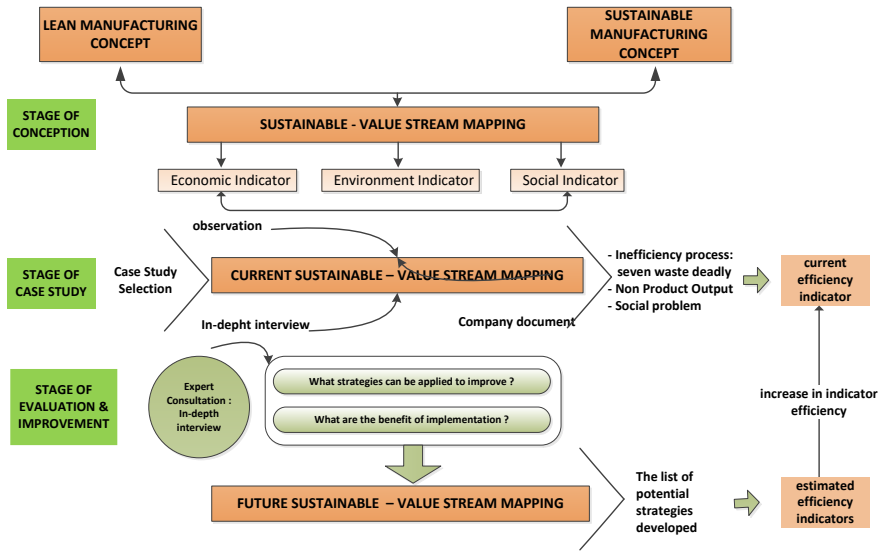 LEAN MANUFACTURING
CONCEPT
SUSTAINABLE
MANUFACTURING
CONCEPT
STAGE OF
CONCEPTION
SUSTAINABLE - VALUE STREAM MAPPING
Economic Indicator
Environment Indicator
Social Indicator
observation
STAGE OF
CASE STUDY
Case Study
Selection
CURRENT SUSTAINABLE – VALUE STREAM MAPPING
- Inefficiency process:
seven waste deadly
- Non Product Output
- Social problem
current
efficiency
indicator
In-depht interview
Company document
STAGE OF
EVALUATION &
IMPROVEMENT
Expert
Consultation :
In-depth
interview
What strategies can be applied to improve ?
What are the benefit of implementation ?
increase in indicator
efficiency
FUTURE SUSTAINABLE – VALUE STREAM MAPPING
The list of
potential
strategies
developed
estimated
efficiency
indicators